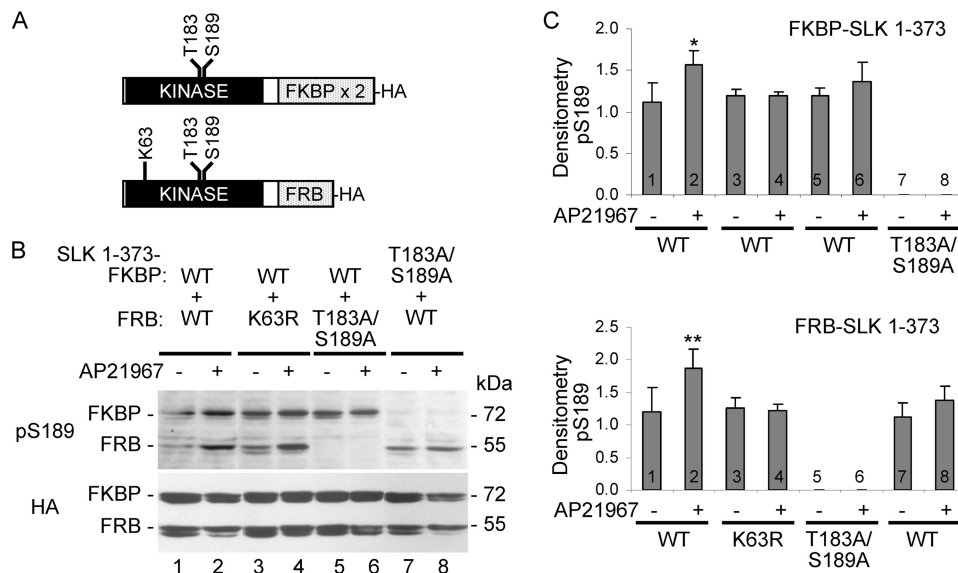 A
T183
S189
KINASE
FKBP x 2
-HA
K63
T183
S189
KINASE
FRB
-HA
B
SLK 1-373-
FKBP: WT WT WT T183A/S189A
+ + + +
FRB: WT K63R T183A/S189A WT
AP21967 - + - + - + - +
kDa
pS189
FKBP - - 72
FRB - - 55
HA
FKBP - - 72
FRB - - 55
1 2 3 4 5 6 7 8
C
FKBP-SLK 1-373
Densitometry
pS189
2.0
1.5
1.0
0.5
0.0
*
1 2 3 4 5 6 7 8
AP21967 - + - + - + - +
WT WT WT T183A/
S189A
FRB-SLK 1-373
Densitometry
pS189
2.5
2.0
1.5
1.0
0.5
0.0
**
1 2 3 4 5 6 7 8
AP21967 - + - + - + - +
WT K63R T183A/ WT
S189A